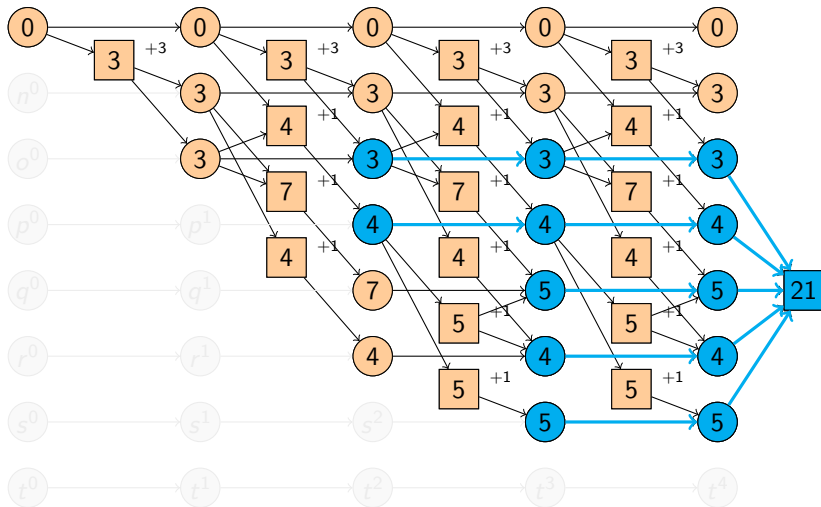 0 0 0 0 0
3 +3 3 +3 3 +3 3 +3
n⁰ 3 3 3 3
4 +1 4 +1 4 +1
o⁰ 3 3 3 3
7 +1 7 +1 7 +1
p⁰ p¹ 4 4 4
4 +1 4 +1 4 +1
q⁰ q¹ 7 5 5 21
5 +1 5 +1
r⁰ r¹ 4 4 4
5 +1 5 +1
s⁰ s¹ s² 5 5
t⁰ t¹ t² t³ t⁴